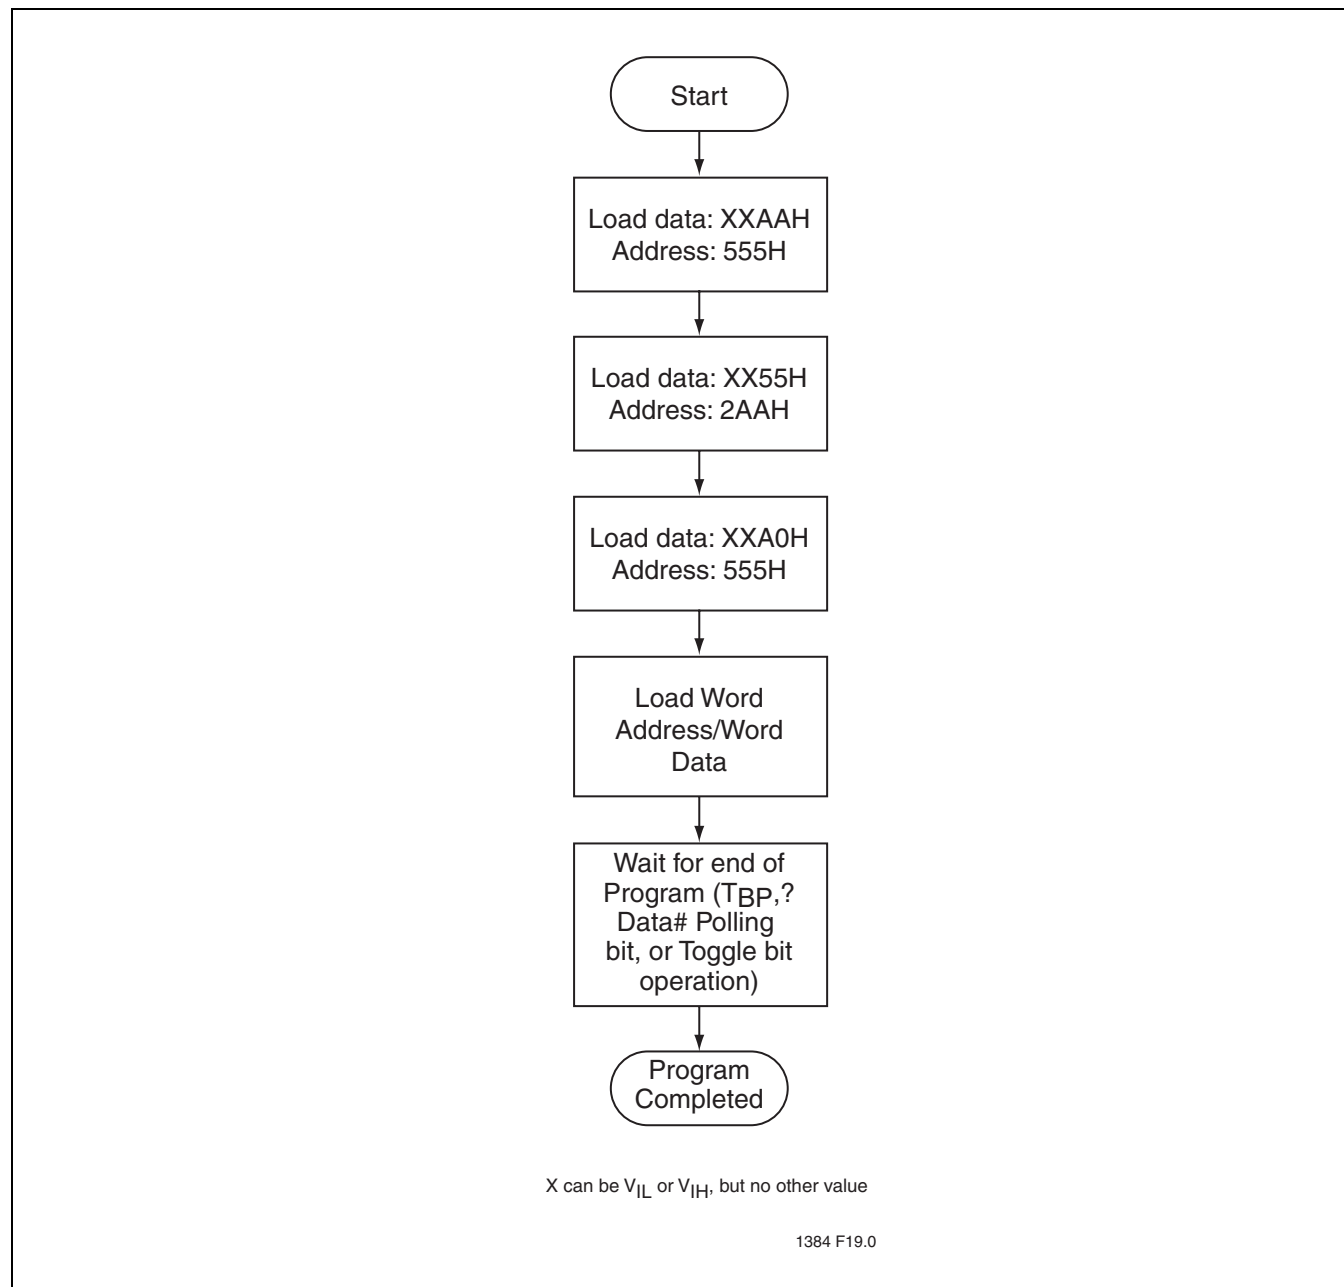 Start
Load data: XXAAH
Address: 555H
Load data: XX55H
Address: 2AAH
Load data: XXA0H
Address: 555H
Load Word
Address/Word
Data
Wait for end of
Program (TBP,?
Data# Polling
bit, or Toggle bit
operation)
Program
Completed
X can be VIL or VIH, but no other value
1384 F19.0